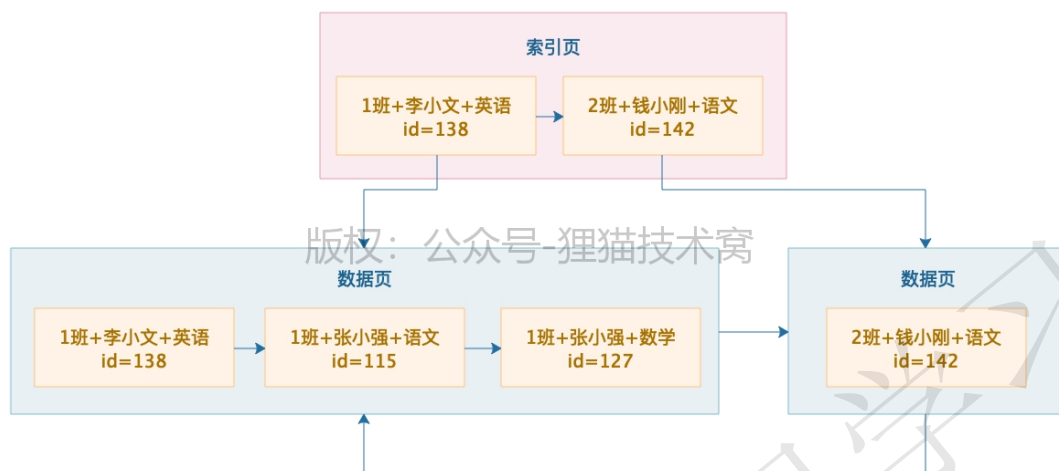 索引页
1班+李小文+英语
id=138
2班+钱小刚+语文
id=142
版权：公众号-狸猫技术窝
数据页
1班+李小文+英语
id=138
1班+张小强+语文
id=115
1班+张小强+数学
id=127
数据页
2班+钱小刚+语文
id=142
学